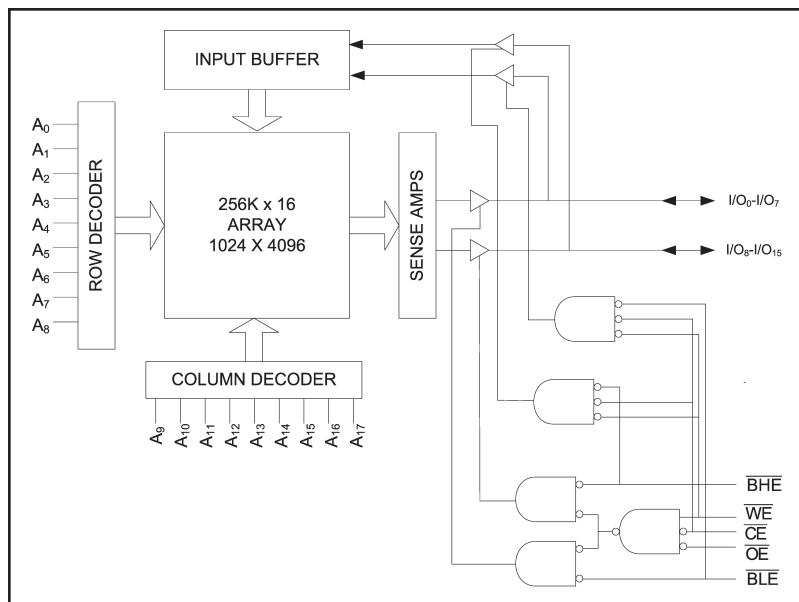 INPUT BUFFER
A0
A1
A2
A3
A4
A5
A6
A7
A8
ROW DECODER
256K x 16
ARRAY
1024 X 4096
SENSE AMPS
I/O0-I/O7
I/O8-I/O15
COLUMN DECODER
A9
A10
A11
A12
A13
A14
A15
A16
A17
BHE
WE
CE
OE
BLE